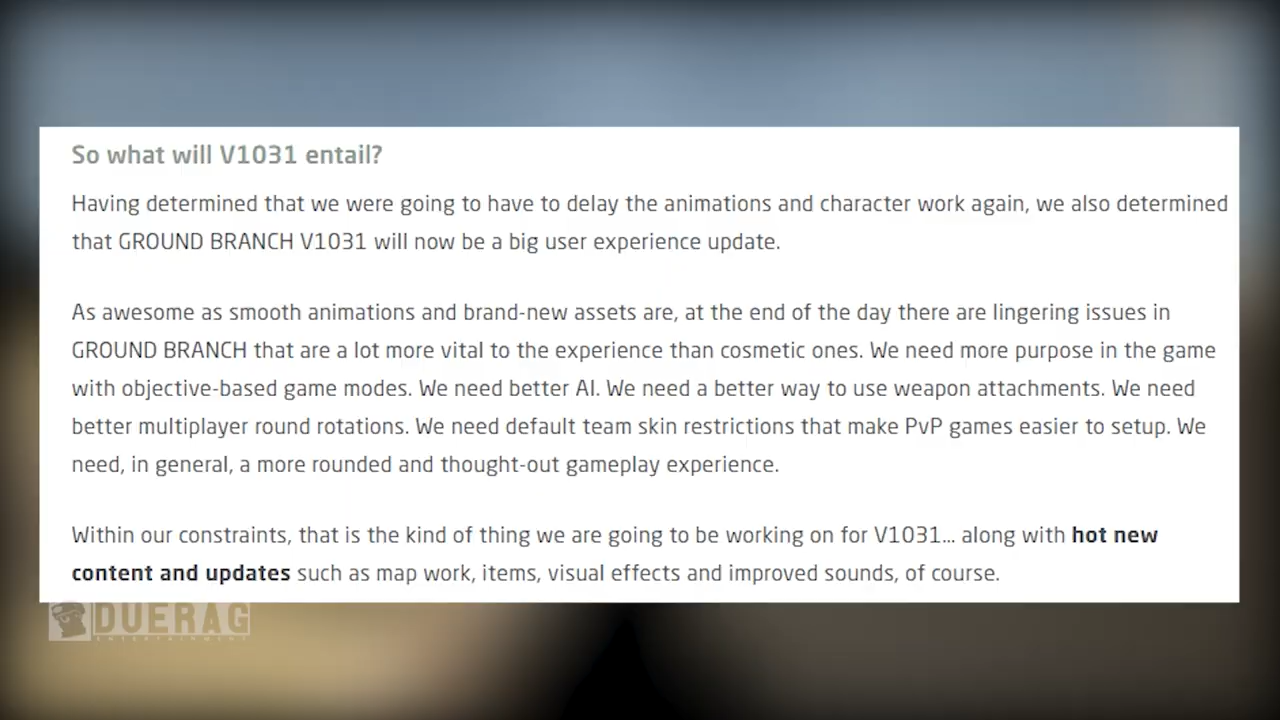 So what will V1031 entail?
Having determined that we were going to have to delay the animations and character work again, we also determined
that GROUND BRANCH V1031 will now be a big user experience update.
As awesome as smooth animations and brand-new assets are, at the end of the day there are lingering issues in
GROUND BRANCH that are a lot more vital to the experience than cosmetic ones. We need more purpose in the game
with objective-based game modes. We need better AI. We need a better way to use weapon attachments. We need
better multiplayer round rotations. We need default team skin restrictions that make PvP games easier to setup. We
need, in general, a more rounded and thought-out gameplay experience.
Within our constraints, that is the kind of thing we are going to be working on for V1031... along with hot new
content and updates such as map work, items, visual effects and improved sounds, of course.
DUERAG
ENTERTAINMENT